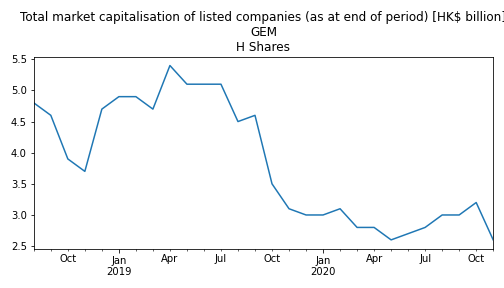 Total market capitalisation of listed companies (as at end of period) [HK$ billion]
GEM
H Shares
5.5
5.0
4.5
4.0
3.5
3.0
2.5
Oct Jan Apr Jul Oct Jan Apr Jul Oct
2019 2020